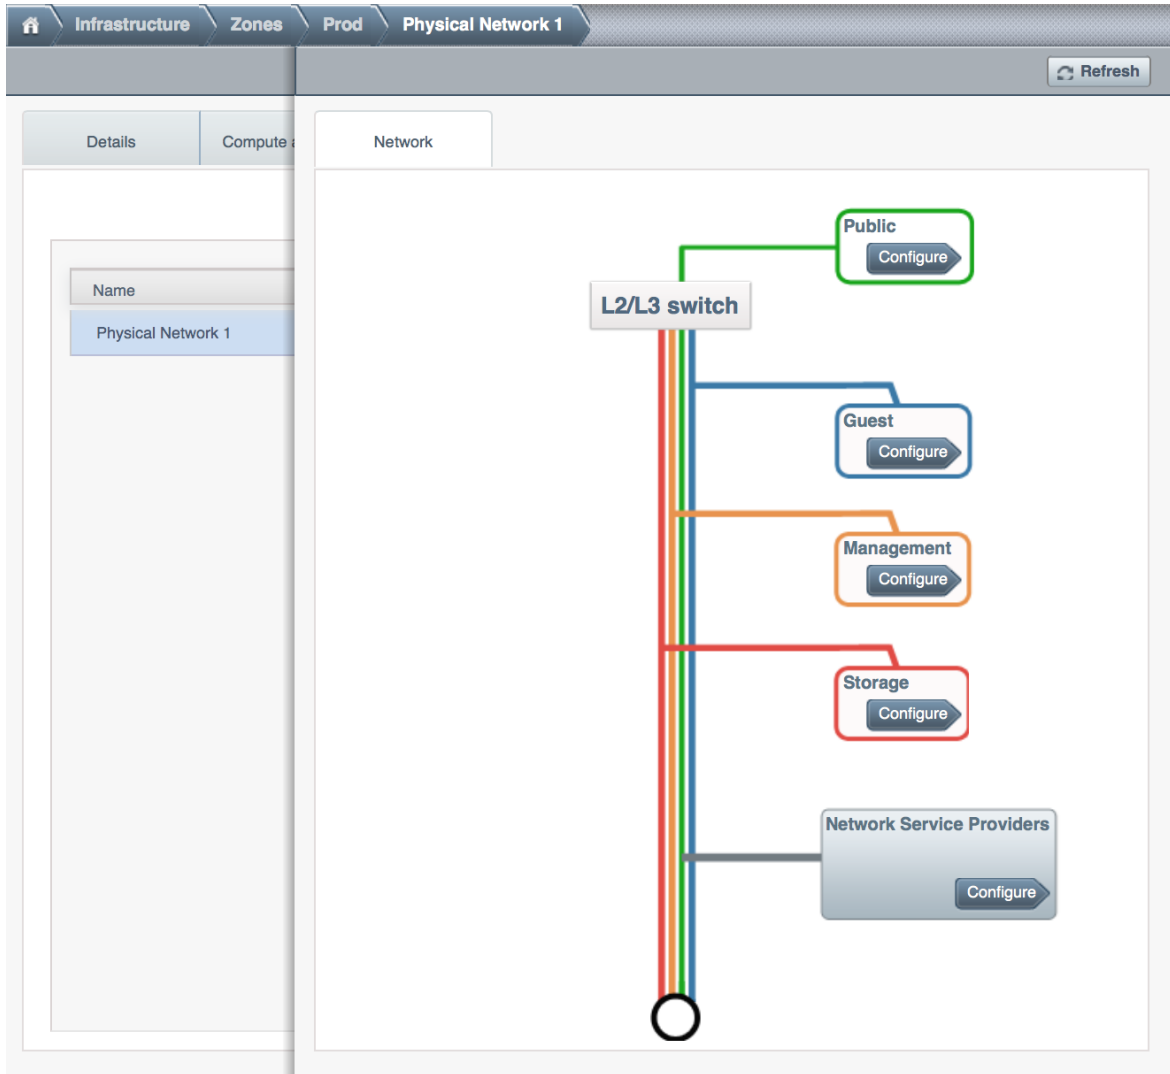 Infrastructure Zones Prod Physical Network 1
Refresh
Details Compute a Network
Name
Physical Network 1
Public
Configure
L2/L3 switch
Guest
Configure
Management
Configure
Storage
Configure
Network Service Providers
Configure